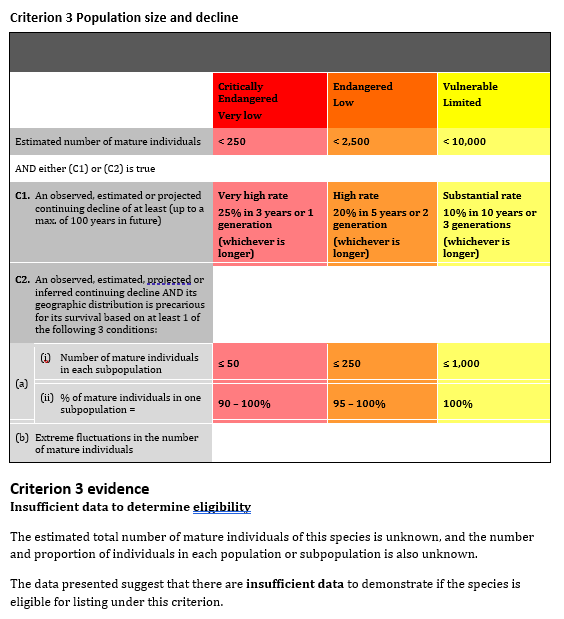 Criterion 3 Population size and decline
Critically
Endangered
Very low
Endangered
Low
Vulnerable
Limited
Estimated number of mature individuals
< 250
< 2,500
< 10,000
AND either (C1) or (C2) is true
C1. An observed, estimated or projected
continuing decline of at least (up to a
max. of 100 years in future)
Very high rate
25% in 3 years or 1
generation
(whichever is
longer)
High rate
20% in 5 years or 2
generation
(whichever is
longer)
Substantial rate
10% in 10 years or
3 generations
(whichever is
longer)
C2. An observed, estimated, projected or
inferred continuing decline AND its
geographic distribution is precarious
for its survival based on at least 1 of
the following 3 conditions:
(a)
(i) Number of mature individuals
in each subpopulation
≤ 50
≤ 250
≤ 1,000
(ii) % of mature individuals in one
subpopulation =
90 – 100%
95 – 100%
100%
(b) Extreme fluctuations in the number
of mature individuals
Criterion 3 evidence
Insufficient data to determine eligibility
The estimated total number of mature individuals of this species is unknown, and the number
and proportion of individuals in each population or subpopulation is also unknown.
The data presented suggest that there are insufficient data to demonstrate if the species is
eligible for listing under this criterion.